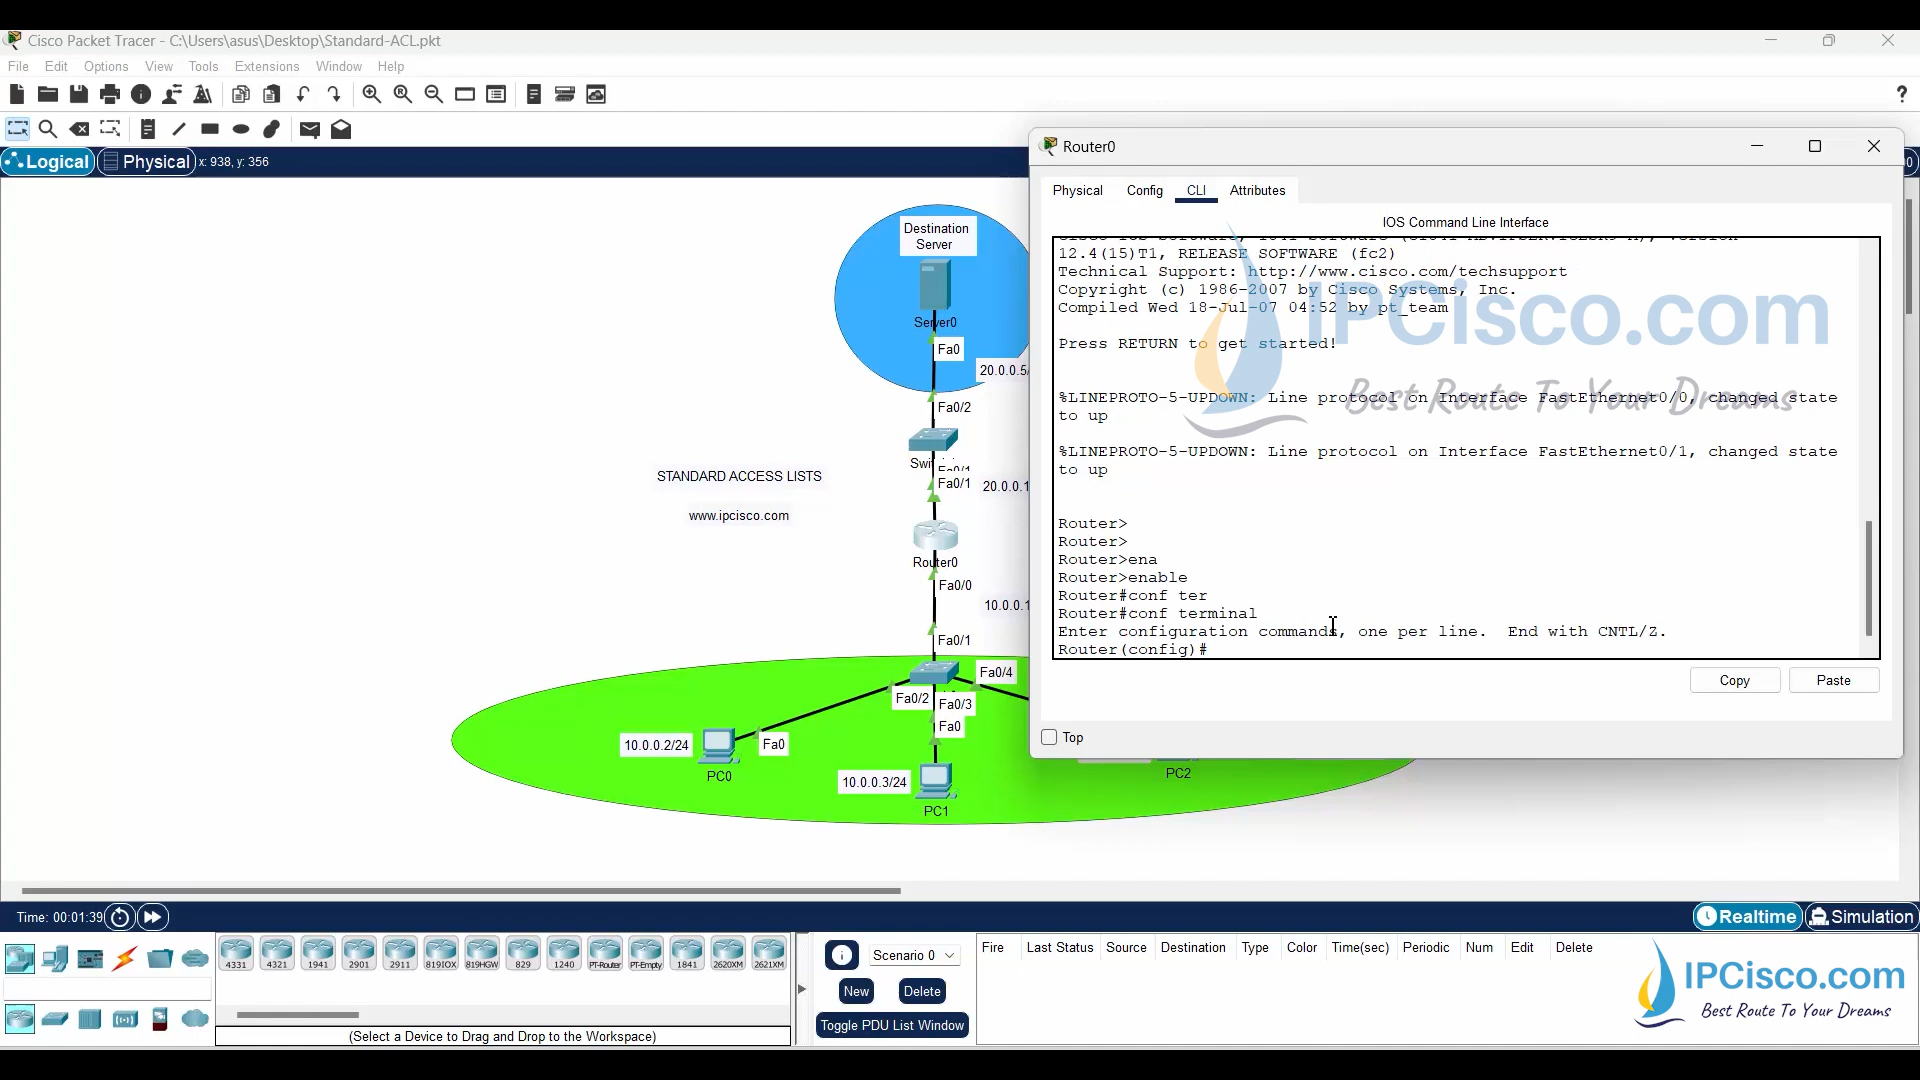 Cisco Packet Tracer - C:\Users\asus\Desktop\Standard-ACL.pkt
File Edit Options View Tools Extensions Window Help
Logical Physical x: 938, y: 356
Destination
Server
Server0
Fa0
20.0.0.5/
Fa0/2
Fa0/1
20.0.0.1
STANDARD ACCESS LISTS
www.ipcisco.com
Router0
Fa0/0
10.0.0.1
Fa0/1
Fa0/4
Fa0/2
Fa0/3
Fa0
10.0.0.2/24
Fa0
PC0
10.0.0.3/24
PC1
PC2
Router0
Physical Config CLI Attributes
IOS Command Line Interface
12.4(15)T1, RELEASE SOFTWARE (fc2)
Technical Support: http://www.cisco.com/techsupport
Copyright (c) 1986-2007 by Cisco Systems, Inc.
Compiled Wed 18-Jul-07 04:52 by pt_team
Press RETURN to get started!
%LINEPROTO-5-UPDOWN: Line protocol on Interface FastEthernet0/0, changed state
to up
%LINEPROTO-5-UPDOWN: Line protocol on Interface FastEthernet0/1, changed state
to up
Router>
Router>
Router>ena
Router>enable
Router#conf ter
Router#conf terminal
Enter configuration commands, one per line. End with CNTL/Z.
Router(config)#
IPCisco.com
Best Route To Your Dreams
Copy Paste
Top
Time: 00:01:39
Realtime Simulation
4331 4321 1941 2901 2911 819IOX 819HGW 829 1240 PT-Router PT-Empty 1841 2620XM 2621XM
(Select a Device to Drag and Drop to the Workspace)
Scenario 0
New Delete
Toggle PDU List Window
Fire Last Status Source Destination Type Color Time(sec) Periodic Num Edit Delete
IPCisco.com
Best Route To Your Dreams